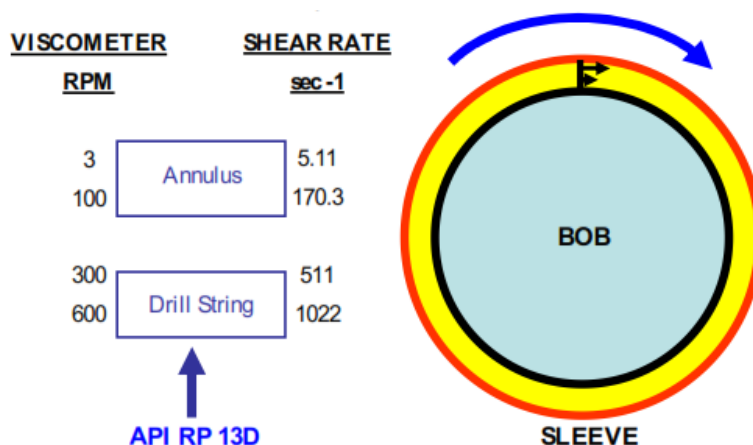 VISCOMETER
RPM
SHEAR RATE
sec -1
3
Annulus
5.11
100
170.3
300
Drill String
511
600
1022
API RP 13D
BOB
SLEEVE